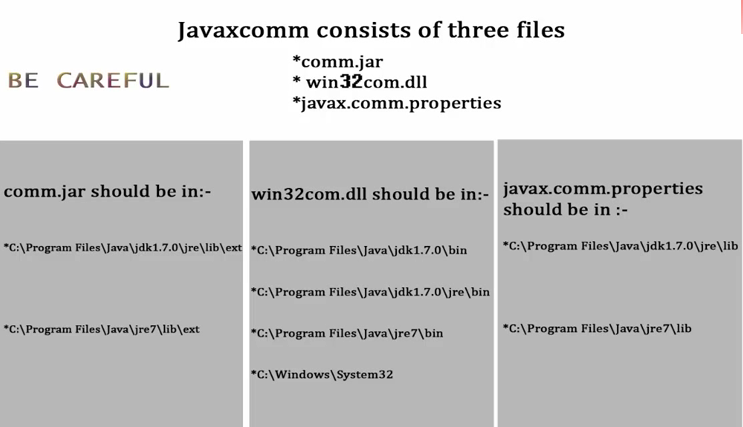 Javaxcomm consists of three files
*comm.jar
BE CAREFUL
* win32com.dll
*javax.comm.properties
comm.jar should be in:-
*C:\Program Files\Java\jdk1.7.0\jre\lib\ext
*C:\Program Files\Java\jre7\lib\ext
win32com.dll should be in:-
*C:\Program Files\Java\jdk1.7.0\bin
*C:\Program Files\Java\jdk1.7.0\jre\bin
*C:\Program Files\Java\jre7\bin
*C:\Windows\System32
javax.comm.properties
should be in :-
*C:\Program Files\Java\jdk1.7.0\jre\lib
*C:\Program Files\Java\jre7\lib